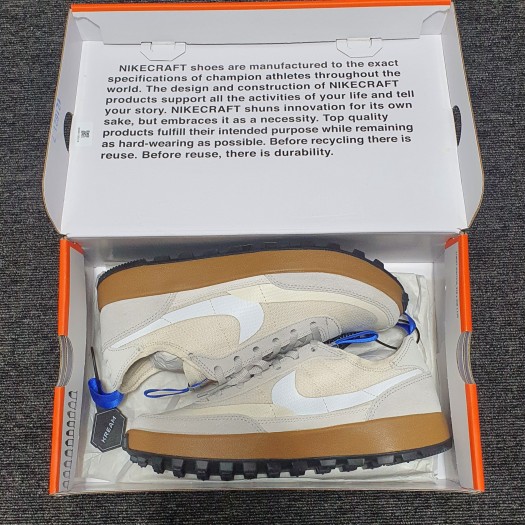 NIKECRAFT shoes are manufactured to the exact
specifications of champion athletes throughout the
world. The design and construction of NIKECRAFT
products support all the activities of your life and tell
your story. NIKECRAFT shuns innovation for its own
sake, but embraces it as a necessity. Top quality
products fulfill their intended purpose while remaining
as hard-wearing as possible. Before recycling there is
reuse. Before reuse, there is durability.
KREAM